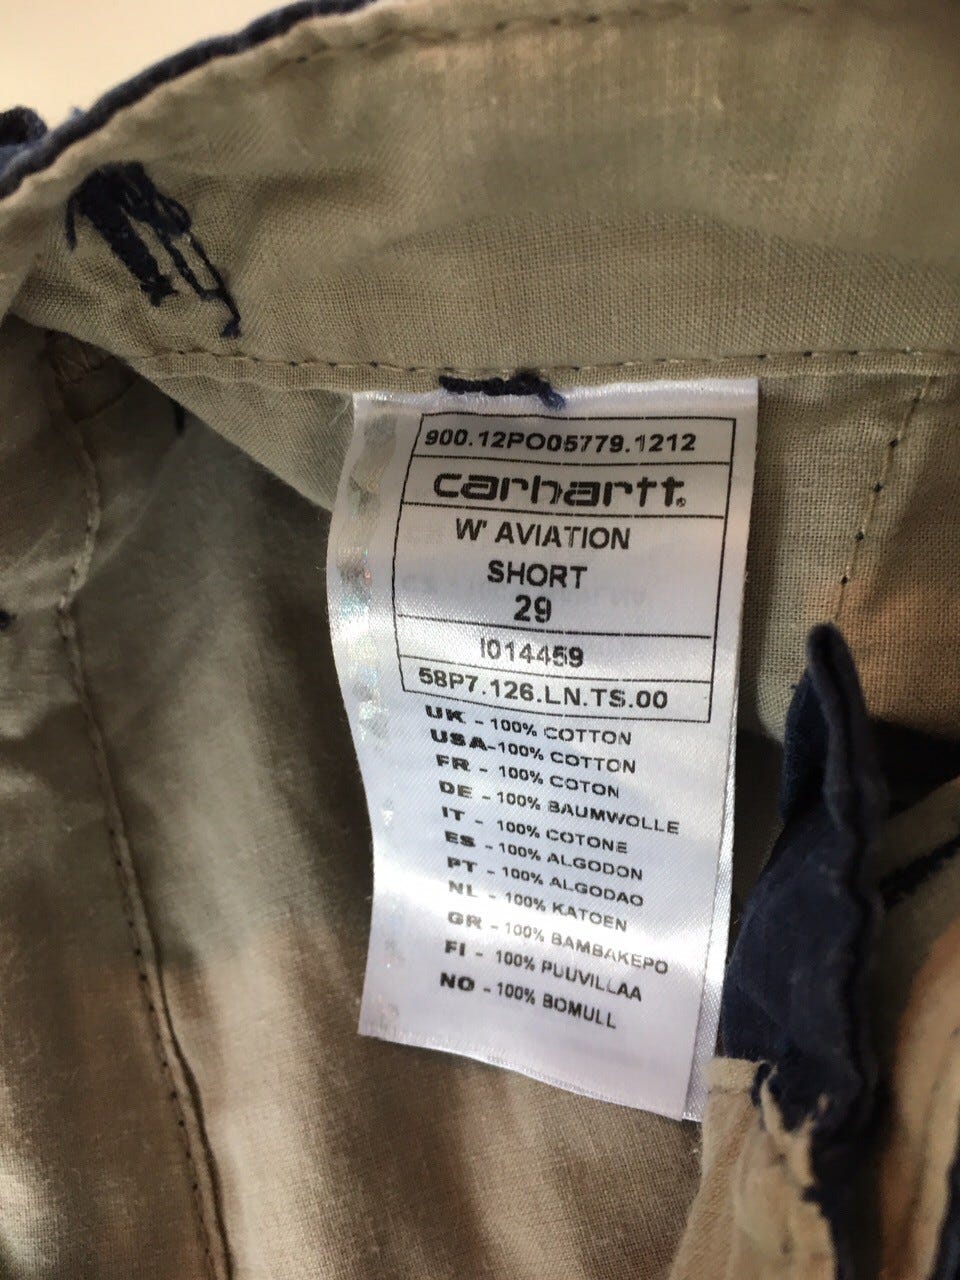 900.12PO05779.1212
carhartt®
W' AVIATION
SHORT
29
I014459
58P7.126.LN.TS.00
UK - 100% COTTON
USA-100% COTTON
FR - 100% COTON
DE - 100% BAUMWOLLE
IT - 100% COTONE
ES - 100% ALGODON
PT - 100% ALGODAO
NL - 100% KATOEN
GR - 100% BAMBAKEPO
FI - 100% PUUVILLAA
NO - 100% BOMULL